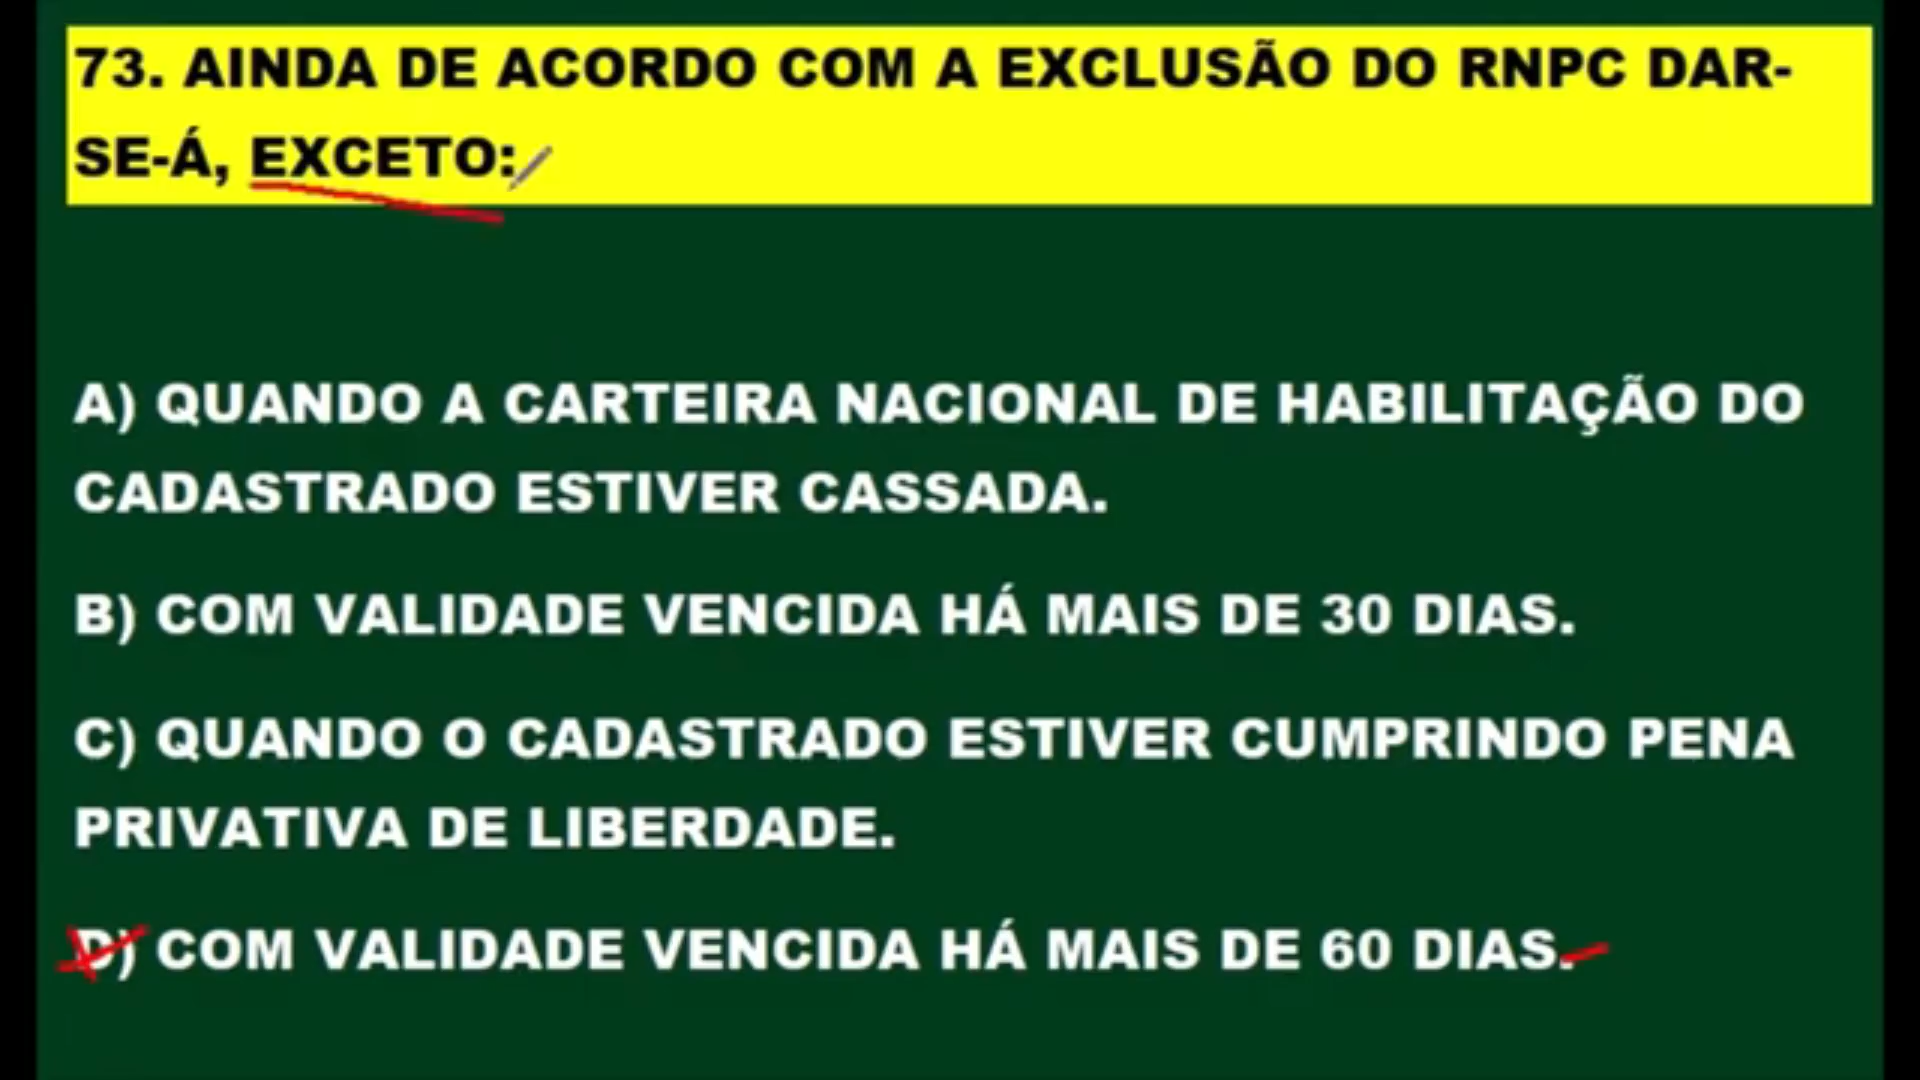 73. AINDA DE ACORDO COM A EXCLUSÃO DO RNPC DAR-
SE-Á, EXCETO:
A) QUANDO A CARTEIRA NACIONAL DE HABILITAÇÃO DO
CADASTRADO ESTIVER CASSADA.
B) COM VALIDADE VENCIDA HÁ MAIS DE 30 DIAS.
C) QUANDO O CADASTRADO ESTIVER CUMPRINDO PENA
PRIVATIVA DE LIBERDADE.
D) COM VALIDADE VENCIDA HÁ MAIS DE 60 DIAS.